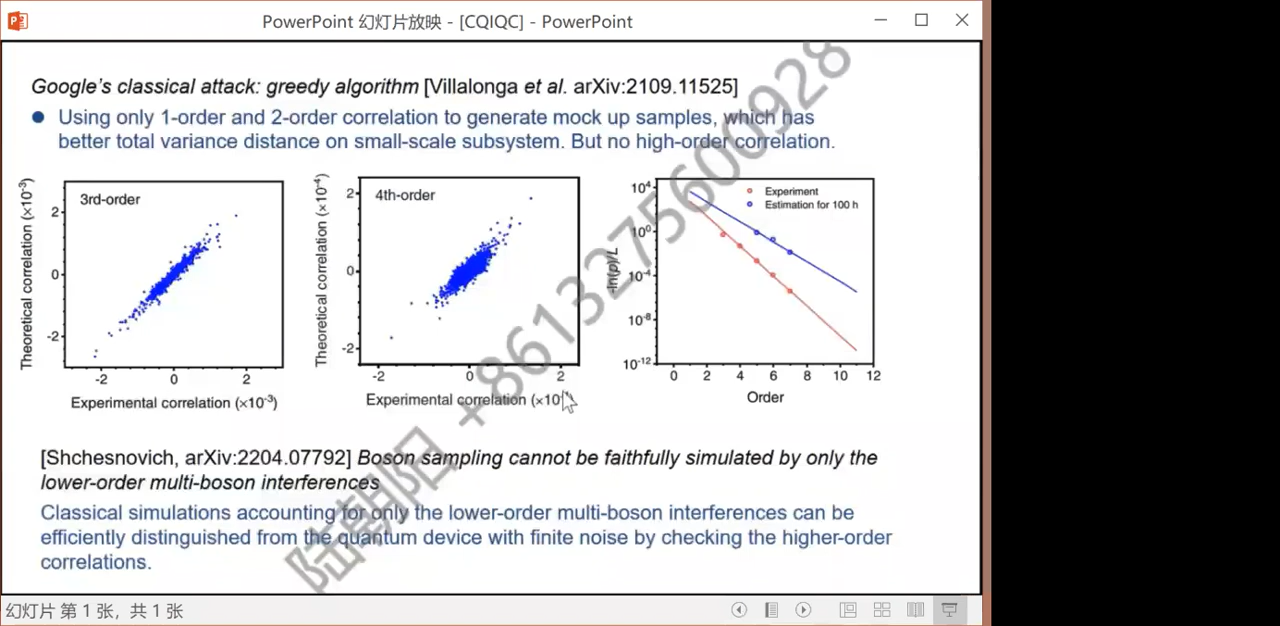 PowerPoint 幻灯片放映 - [CQIQC] - PowerPoint
Google's classical attack: greedy algorithm [Villalonga et al. arXiv:2109.11525]
● Using only 1-order and 2-order correlation to generate mock up samples, which has
better total variance distance on small-scale subsystem. But no high-order correlation.
Theoretical correlation (×10⁻³)
3rd-order
2
0
-2
-2 0 2
Experimental correlation (×10⁻³)
Theoretical correlation (×10⁻⁴)
4th-order
2
0
-2
-2 0 2
Experimental correlation (×10
-ln(p)/L
Experiment
Estimation for 100 h
10⁴
10⁰
10⁻⁴
10⁻⁸
10⁻¹²
0 2 4 6 8 10 12
Order
[Shchesnovich, arXiv:2204.07792] Boson sampling cannot be faithfully simulated by only the
lower-order multi-boson interferences
Classical simulations accounting for only the lower-order multi-boson interferences can be
efficiently distinguished from the quantum device with finite noise by checking the higher-order
correlations.
陆朝阳 +8613275600928
幻灯片 第 1 张，共 1 张